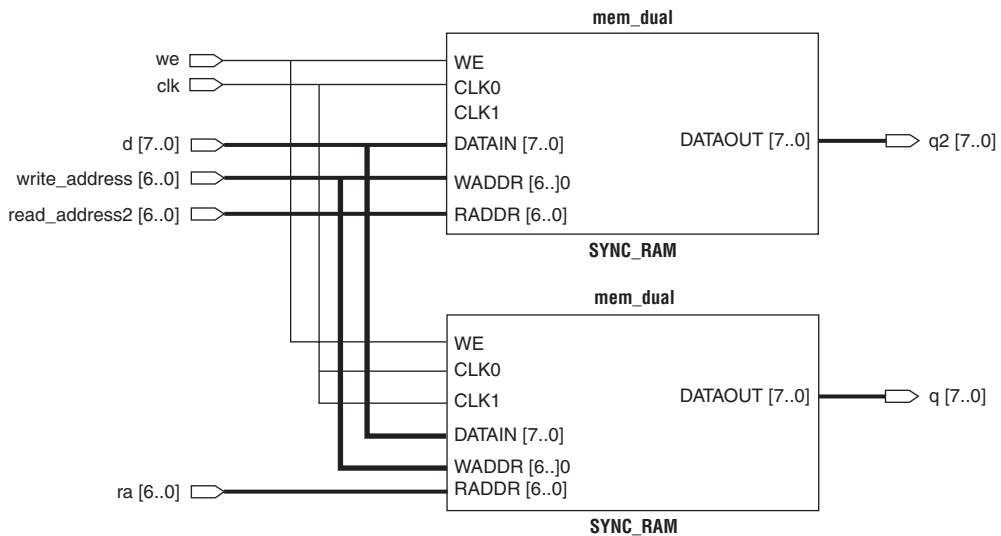 mem_dual
we
clk
d [7..0]
write_address [6..0]
read_address2 [6..0]
WE
CLK0
CLK1
DATAIN [7..0]
WADDR [6..]0
RADDR [6..0]
DATAOUT [7..0]
q2 [7..0]
SYNC_RAM
mem_dual
WE
CLK0
CLK1
DATAIN [7..0]
WADDR [6..]0
RADDR [6..0]
DATAOUT [7..0]
q [7..0]
ra [6..0]
SYNC_RAM